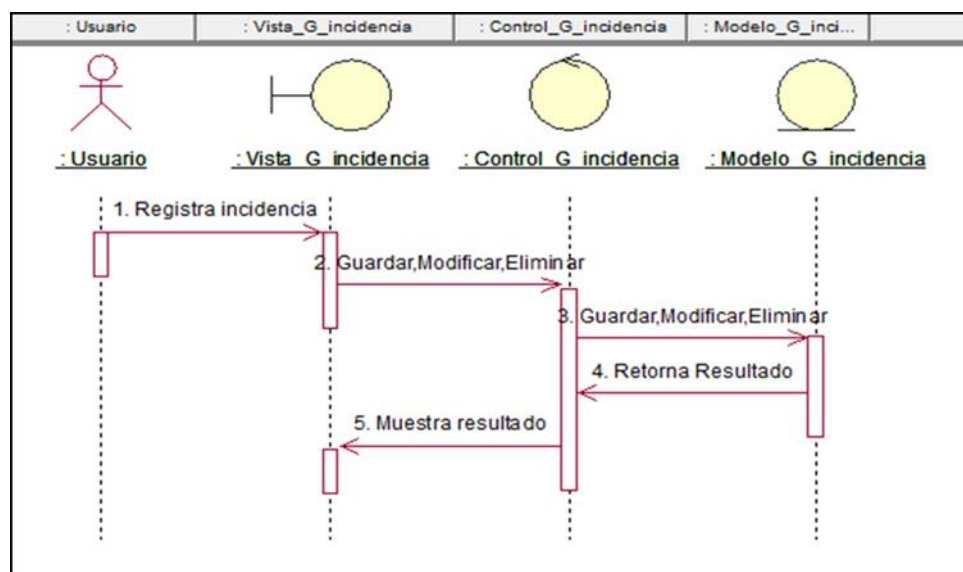 : Usuario
: Vista_G_incidencia
: Control_G_incidencia
: Modelo_G_inci...
: Usuario
: Vista_G_incidencia
: Control_G_incidencia
: Modelo_G_incidencia
1. Registra incidencia
2. Guardar,Modificar,Eliminar
3. Guardar,Modificar,Eliminar
4. Retorna Resultado
5. Muestra resultado